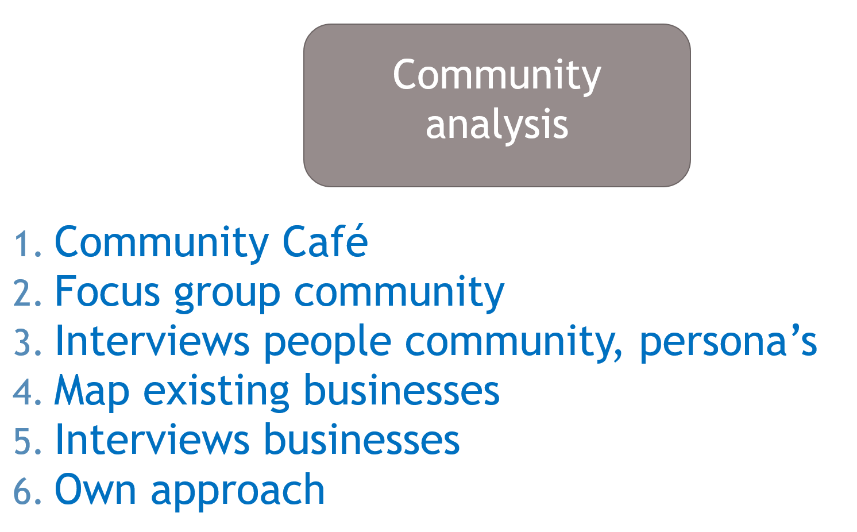 Community
analysis
1. Community Café
2. Focus group community
3. Interviews people community, persona’s
4. Map existing businesses
5. Interviews businesses
6. Own approach